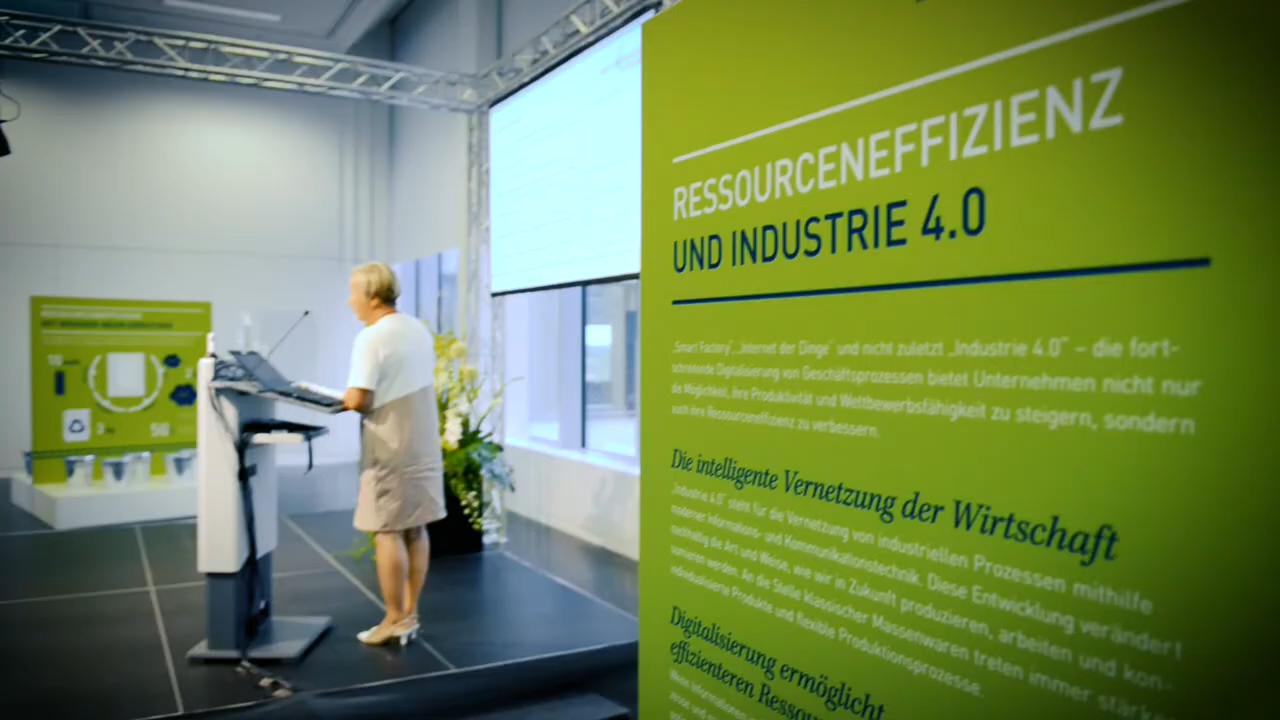 RESSOURCENEFFIZIENZ
UND INDUSTRIE 4.0
„Smart Factory“, „Internet der Dinge“ und nicht zuletzt „Industrie 4.0“ – die fort-
schreitende Digitalisierung von Geschäftsprozessen bietet Unternehmen nicht nur
die Möglichkeit, ihre Produktivität und Wettbewerbsfähigkeit zu steigern, sondern
auch ihre Ressourceneffizienz zu verbessern.
Die intelligente Vernetzung der Wirtschaft
„Industrie 4.0“ steht für die Vernetzung von industriellen Prozessen mithilfe
moderner Informations- und Kommunikationstechnik. Diese Entwicklung verändert
nachhaltig die Art und Weise, wie wir in Zukunft produzieren, arbeiten und kon-
sumieren werden. An die Stelle klassischer Massenwaren treten immer stärker
individualisierte Produkte und flexible Produktionsprozesse.
Digitalisierung ermöglicht
effizienteren